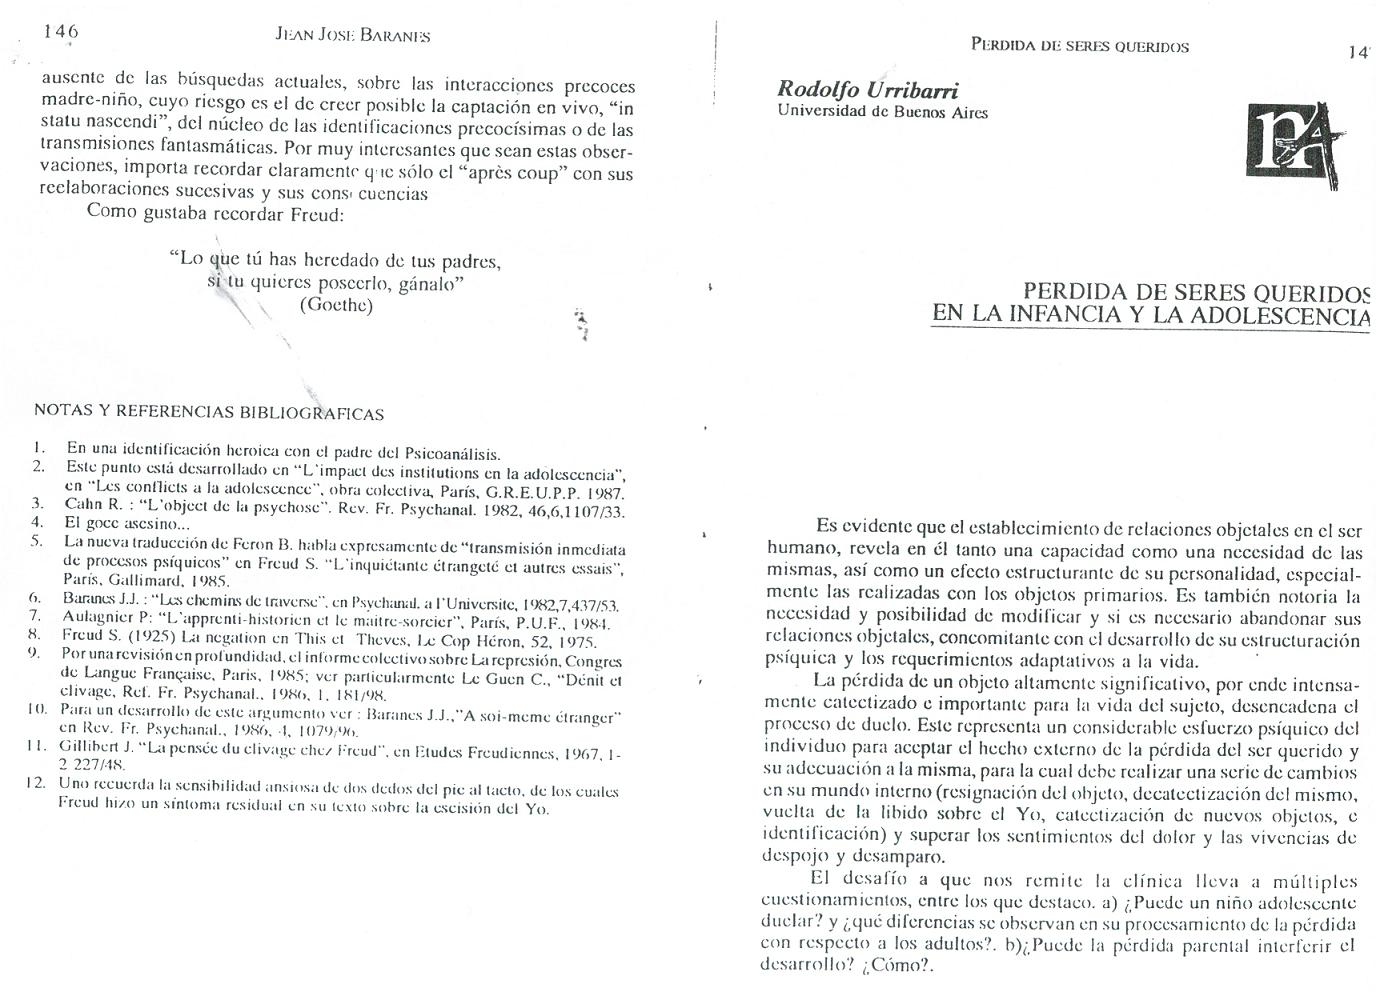 146
JEAN JOSE BARANES
ausente de las búsquedas actuales, sobre las interacciones precoces
madre-niño, cuyo riesgo es el de creer posible la captación en vivo, “in
statu nascendi”, del núcleo de las identificaciones precocísimas o de las
transmisiones fantasmáticas. Por muy interesantes que sean estas obser-
vaciones, importa recordar claramente que sólo el “après coup” con sus
reelaboraciones sucesivas y sus consecuencias
Como gustaba recordar Freud:
“Lo que tú has heredado de tus padres,
si tu quieres poseerlo, gánalo”
(Goethe)
NOTAS Y REFERENCIAS BIBLIOGRAFICAS
1. En una identificación heroica con el padre del Psicoanálisis.
2. Este punto está desarrollado en “L'impact des institutions en la adolescencia”,
en “Les conflicts a la adolescence”, obra colectiva, París, G.R.E.U.P.P. 1987.
3. Cahn R. : “L'object de la psychose”. Rev. Fr. Psychanal. 1982, 46,6,1107/33.
4. El goce asesino...
5. La nueva traducción de Feron B. habla expresamente de “transmisión inmediata
de procesos psíquicos” en Freud S. “L'inquiétante étrangeté et autres essais”,
París, Gallimard, 1985.
6. Baranes J.J. : “Les chemins de traverse”, en Psychanal. a l'Universite, 1982,7,437/53.
7. Aulagnier P: “L'apprenti-historien et le maitre-sorcier”, París, P.U.F., 1984.
8. Freud S. (1925) La negation en This et Theves, Le Cop Héron, 52, 1975.
9. Por una revisión en profundidad, el informe colectivo sobre La represión, Congres
de Langue Française, Paris, 1985; ver particularmente Le Guen C., “Dénit et
clivage, Ref. Fr. Psychanal., 1986, 1, 181/98.
10. Para un desarrollo de este argumento ver : Baranes J.J.,“A soi-meme étranger”
en Rev. Fr. Psychanal., 1986, 4, 1079/96.
11. Gillibert J. “La pensée du clivage chez Freud”, en Etudes Freudiennes, 1967, 1-
2 227/48.
12. Uno recuerda la sensibilidad ansiosa de dos dedos del pie al tacto, de los cuales
Freud hizo un síntoma residual en su texto sobre la escisión del Yo.
PERDIDA DE SERES QUERIDOS
14
Rodolfo Urribarri
Universidad de Buenos Aires
nA
PERDIDA DE SERES QUERIDOS
EN LA INFANCIA Y LA ADOLESCENCIA
Es evidente que el establecimiento de relaciones objetales en el ser
humano, revela en él tanto una capacidad como una necesidad de las
mismas, así como un efecto estructurante de su personalidad, especial-
mente las realizadas con los objetos primarios. Es también notoria la
necesidad y posibilidad de modificar y si es necesario abandonar sus
relaciones objetales, concomitante con el desarrollo de su estructuración
psíquica y los requerimientos adaptativos a la vida.
La pérdida de un objeto altamente significativo, por ende intensa-
mente catectizado e importante para la vida del sujeto, desencadena el
proceso de duelo. Este representa un considerable esfuerzo psíquico del
individuo para aceptar el hecho externo de la pérdida del ser querido y
su adecuación a la misma, para la cual debe realizar una serie de cambios
en su mundo interno (resignación del objeto, decatectización del mismo,
vuelta de la libido sobre el Yo, catectización de nuevos objetos, e
identificación) y superar los sentimientos del dolor y las vivencias de
despojo y desamparo.
El desafío a que nos remite la clínica lleva a múltiples
cuestionamientos, entre los que destaco. a) ¿Puede un niño adolescente
duelar? y ¿qué diferencias se observan en su procesamiento de la pérdida
con respecto a los adultos?. b)¿Puede la pérdida parental interferir el
desarrollo? ¿Cómo?.